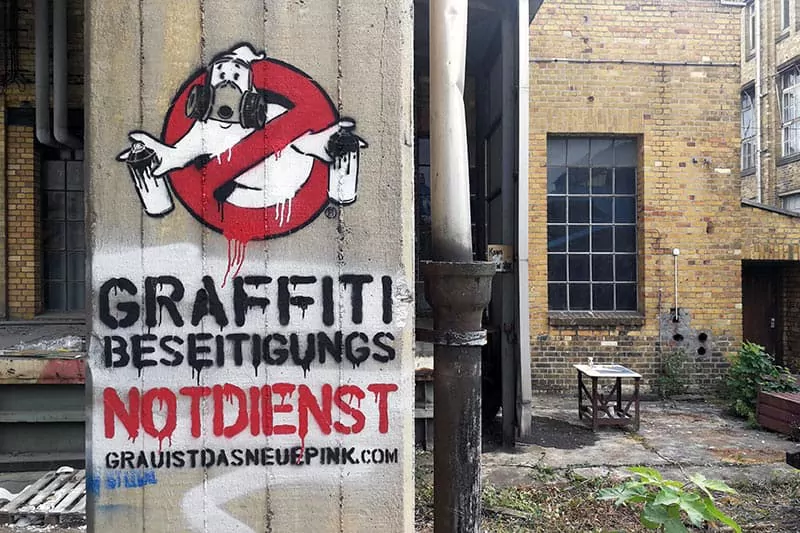 ®
GRAFFITI
BESEITIGUNGS
NOTDIENST
GRAUISTDASNEUEPINK.COM